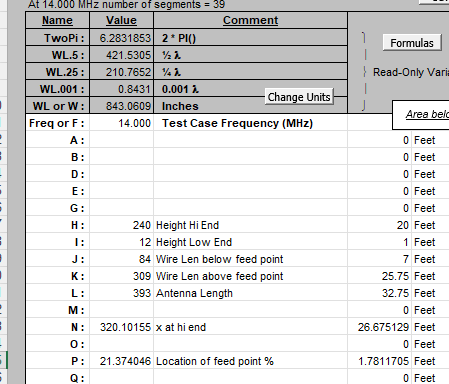 At 14.000 MHz number of segments = 39
Name Value Comment
TwoPi : 6.2831853 2 * PI()
WL.5 : 421.5305 ½ λ
Formulas
WL.25 : 210.7652 ¼ λ
Read-Only Varia
WL.001 : 0.8431 0.001 λ
Change Units
WL or W : 843.0609 Inches
Area belo
Freq or F : 14.000 Test Case Frequency (MHz)
A : 0 Feet
B : 0 Feet
C : 0 Feet
D : 0 Feet
E : 0 Feet
G : 0 Feet
H : 240 Height Hi End 20 Feet
I : 12 Height Low End 1 Feet
J : 84 Wire Len below feed point 7 Feet
K : 309 Wire Len above feed point 25.75 Feet
L : 393 Antenna Length 32.75 Feet
M : 0 Feet
N : 320.10155 x at hi end 26.675129 Feet
O : 0 Feet
P : 21.374046 Location of feed point % 1.7811705 Feet
Q : 0 Feet